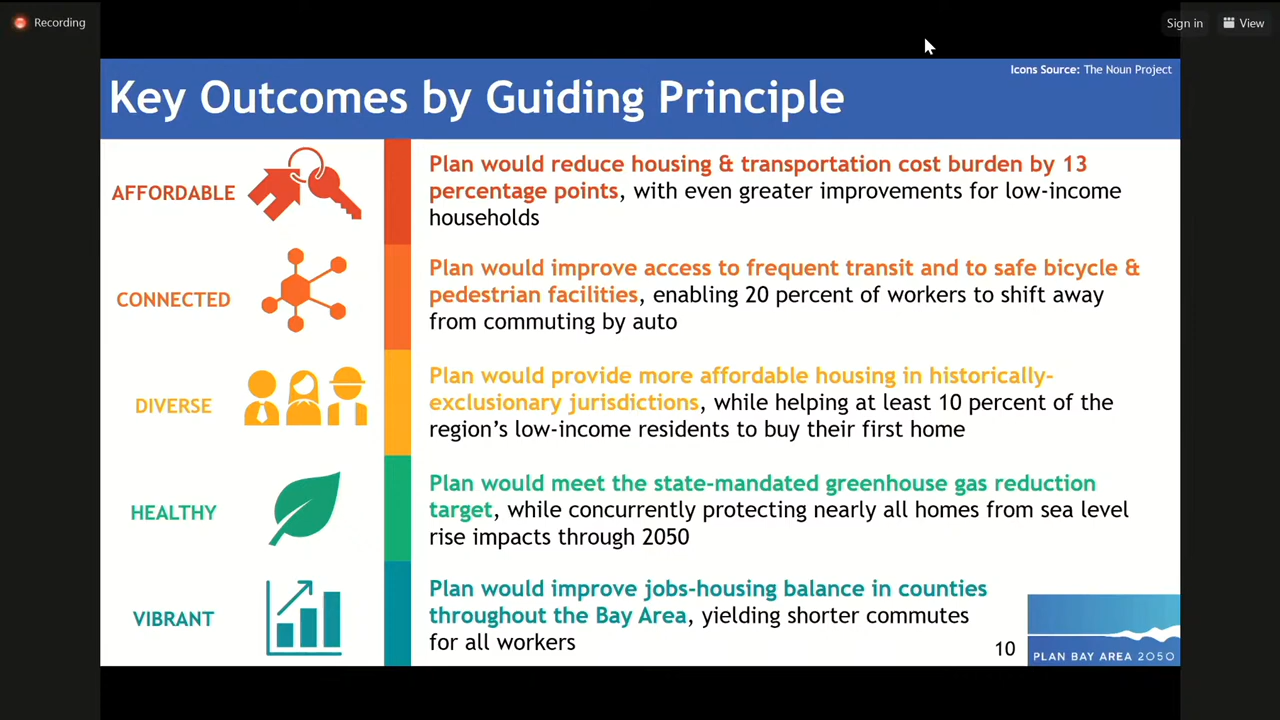 Recording
Sign in
View
Icons Source: The Noun Project
Key Outcomes by Guiding Principle
AFFORDABLE
Plan would reduce housing & transportation cost burden by 13
percentage points, with even greater improvements for low-income
households
CONNECTED
Plan would improve access to frequent transit and to safe bicycle &
pedestrian facilities, enabling 20 percent of workers to shift away
from commuting by auto
DIVERSE
Plan would provide more affordable housing in historically-
exclusionary jurisdictions, while helping at least 10 percent of the
region's low-income residents to buy their first home
HEALTHY
Plan would meet the state-mandated greenhouse gas reduction
target, while concurrently protecting nearly all homes from sea level
rise impacts through 2050
VIBRANT
Plan would improve jobs-housing balance in counties
throughout the Bay Area, yielding shorter commutes
for all workers
10
PLAN BAY AREA 2050